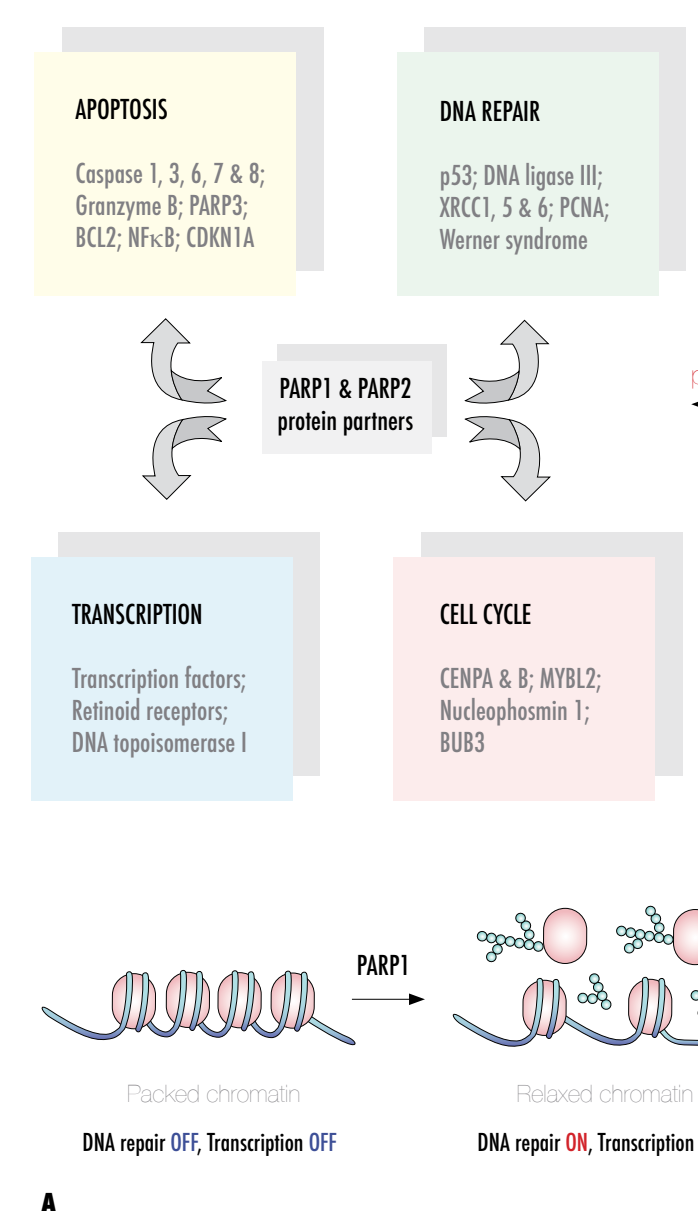 APOPTOSIS
Caspase 1, 3, 6, 7 & 8;
Granzyme B; PARP3;
BCL2; NFκB; CDKN1A
DNA REPAIR
p53; DNA ligase III;
XRCC1, 5 & 6; PCNA;
Werner syndrome
PARP1 & PARP2
protein partners
p
TRANSCRIPTION
Transcription factors;
Retinoid receptors;
DNA topoisomerase I
CELL CYCLE
CENPA & B; MYBL2;
Nucleophosmin 1;
BUB3
PARP1
Packed chromatin
Relaxed chromatin
DNA repair OFF, Transcription OFF
DNA repair ON, Transcription
A